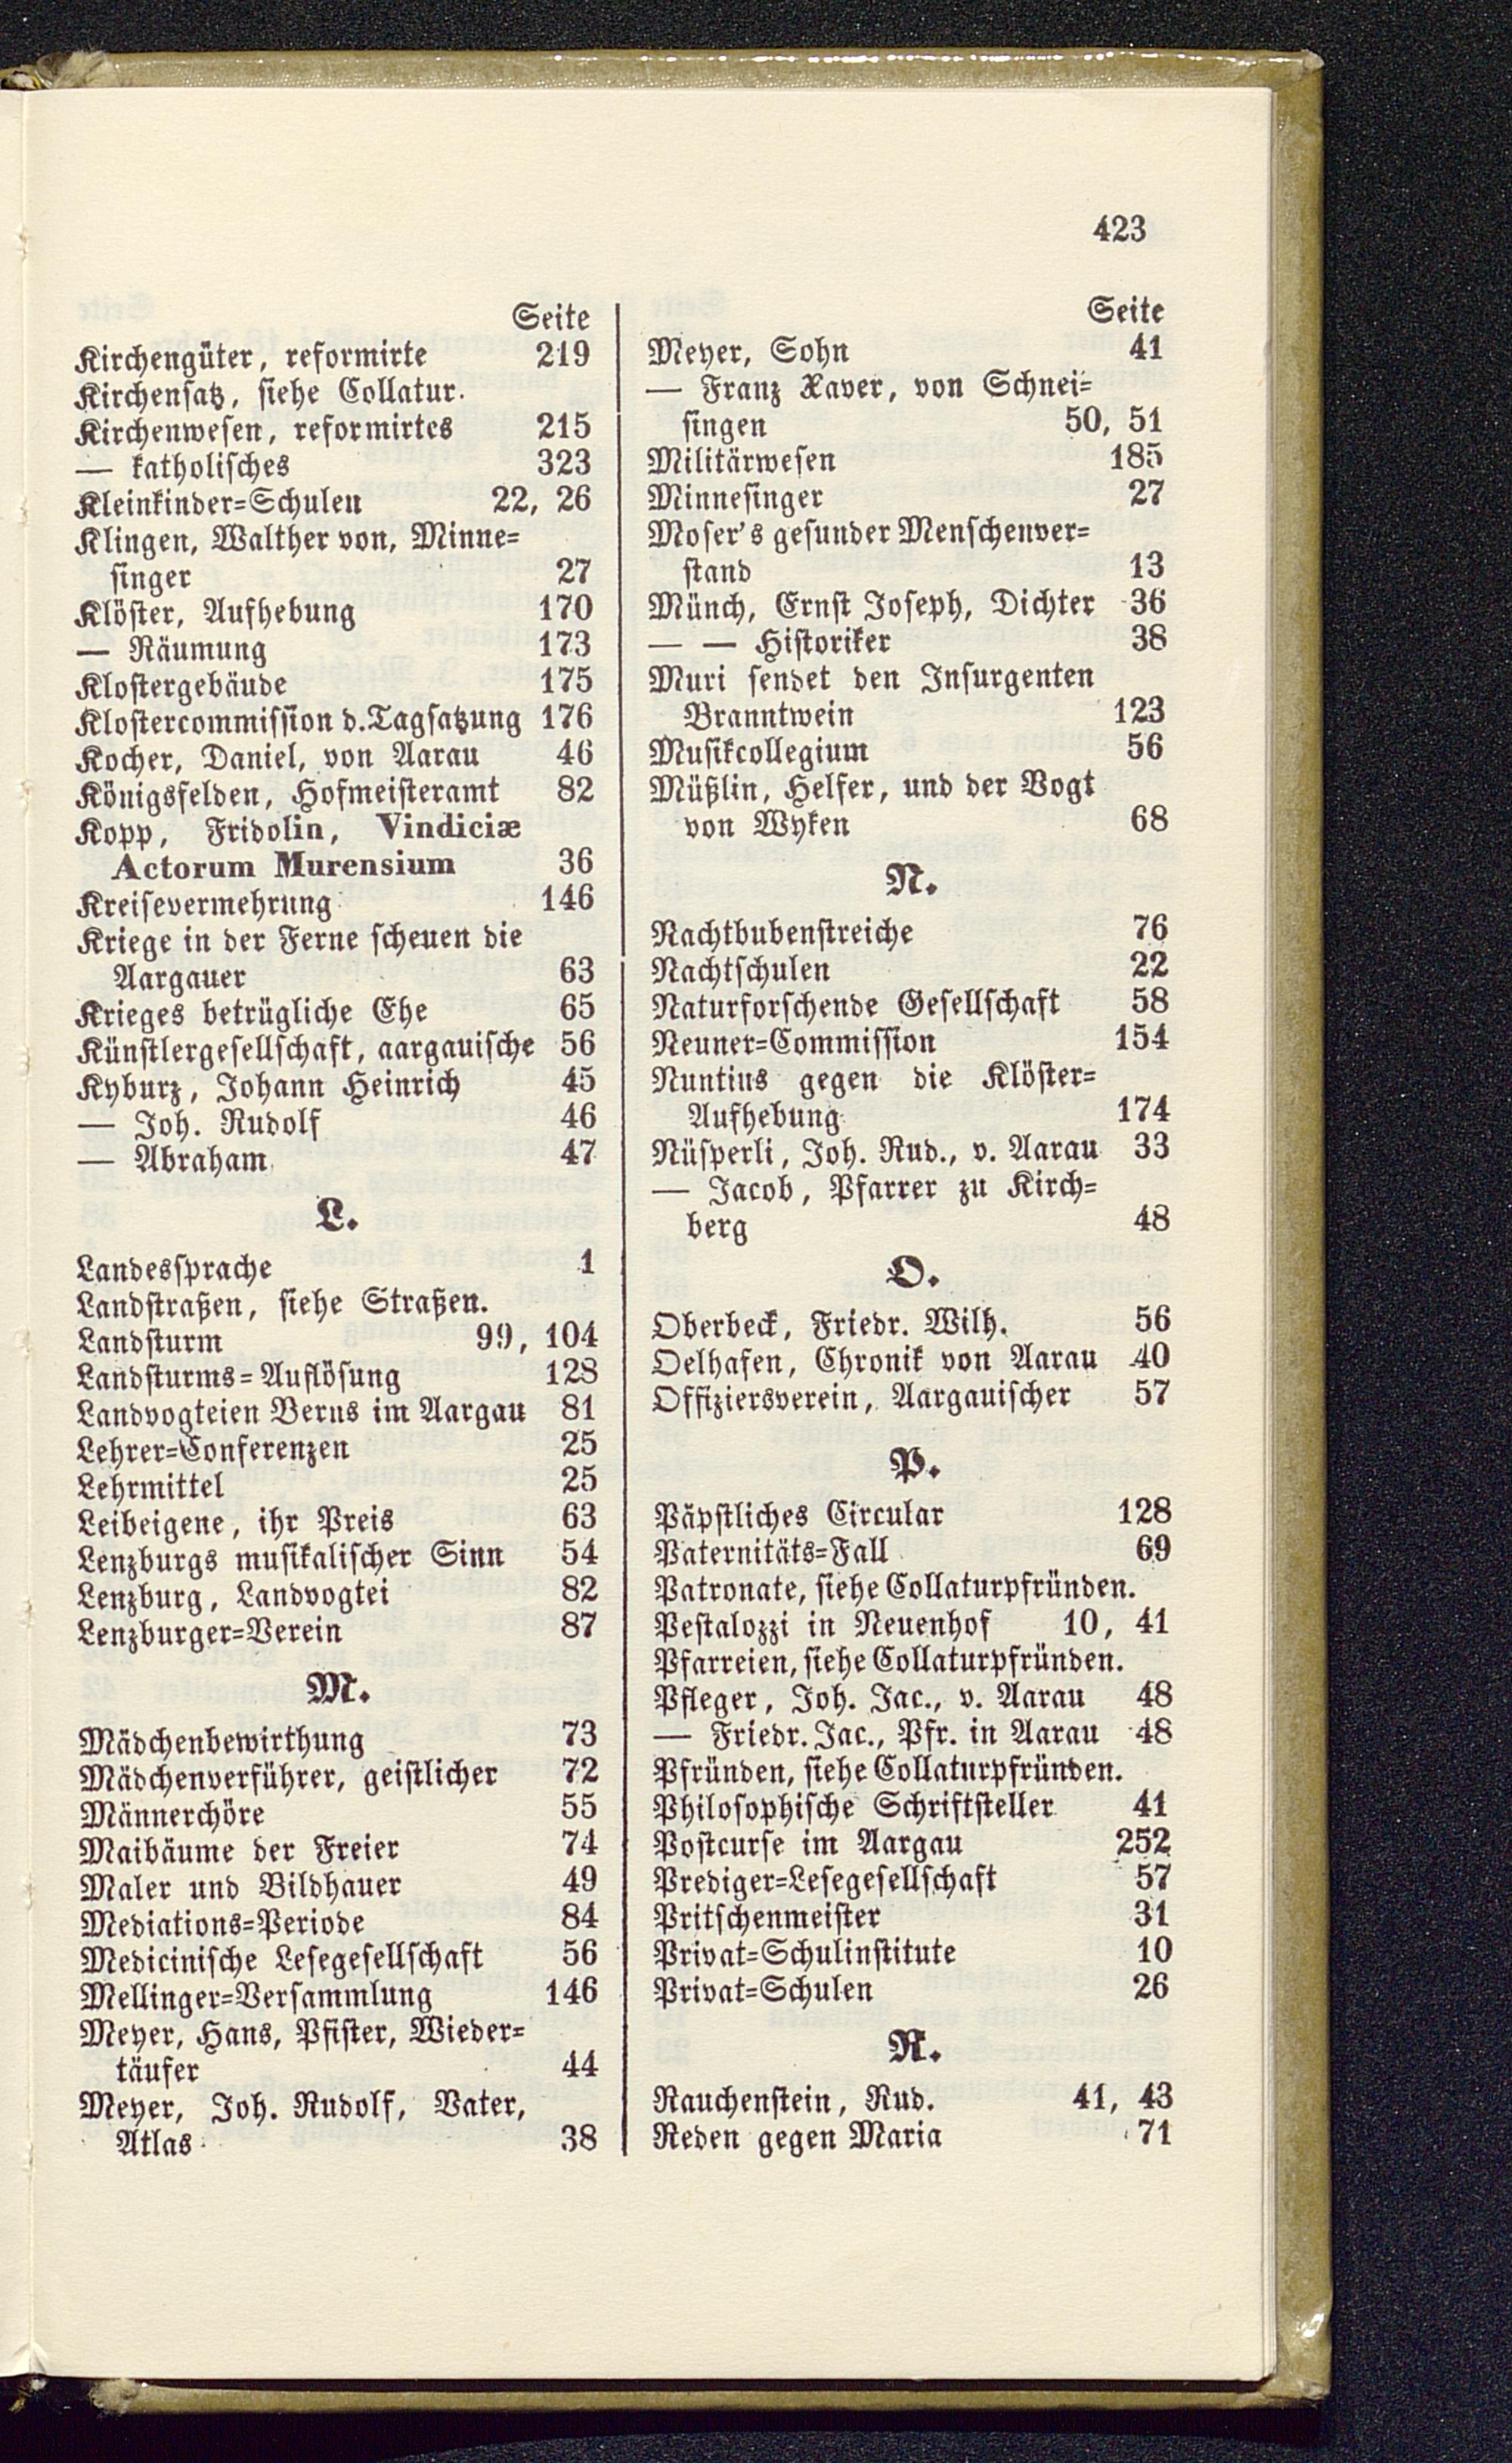 423
Seite
Kirchengüter, reformirte 219
Kirchensatz, siehe Collatur.
Kirchenwesen, reformirtes 215
— katholisches 323
Kleinkinder=Schulen 22, 26
Klingen, Walther von, Minne=
singer 27
Klöster, Aufhebung 170
— Räumung 173
Klostergebäude 175
Klostercommission d. Tagsatzung 176
Kocher, Daniel, von Aarau 46
Königsfelden, Hofmeisteramt 82
Kopp, Fridolin, Vindiciæ
Actorum Murensium 36
Kreisevermehrung 146
Kriege in der Ferne scheuen die
Aargauer 63
Krieges betrügliche Ehe 65
Künstlergesellschaft, aargauische 56
Kyburz, Johann Heinrich 45
— Joh. Rudolf 46
— Abraham 47
L.
Landessprache 1
Landstraßen, siehe Straßen.
Landsturm 99, 104
Landsturms=Auflösung 128
Landvogteien Berns im Aargau 81
Lehrer=Conferenzen 25
Lehrmittel 25
Leibeigene, ihr Preis 63
Lenzburgs musikalischer Sinn 54
Lenzburg, Landvogtei 82
Lenzburger=Verein 87
M.
Mädchenbewirthung 73
Mädchenverführer, geistlicher 72
Männerchöre 55
Maibäume der Freier 74
Maler und Bildhauer 49
Mediations=Periode 84
Medicinische Lesegesellschaft 56
Mellinger=Versammlung 146
Meyer, Hans, Pfister, Wieder=
täufer 44
Meyer, Joh. Rudolf, Vater,
Atlas 38
Seite
Meyer, Sohn 41
— Franz Xaver, von Schnei=
singen 50, 51
Militärwesen 185
Minnesinger 27
Moser's gesunder Menschenver=
stand 13
Münch, Ernst Joseph, Dichter 36
— — Historiker 38
Muri sendet den Insurgenten
Branntwein 123
Musikcollegium 56
Müßlin, Helfer, und der Vogt
von Wyken 68
N.
Nachtbubenstreiche 76
Nachtschulen 22
Naturforschende Gesellschaft 58
Neuner=Commission 154
Nuntius gegen die Klöster=
Aufhebung 174
Nüsperli, Joh. Rud., v. Aarau 33
— Jacob, Pfarrer zu Kirch=
berg 48
O.
Oberbeck, Friedr. Wilh. 56
Oelhafen, Chronik von Aarau 40
Offiziersverein, Aargauischer 57
P.
Päpstliches Circular 128
Paternitäts=Fall 69
Patronate, siehe Collaturpfründen.
Pestalozzi in Neuenhof 10, 41
Pfarreien, siehe Collaturpfründen.
Pfleger, Joh. Jac., v. Aarau 48
— Friedr. Jac., Pfr. in Aarau 48
Pfründen, siehe Collaturpfründen.
Philosophische Schriftsteller 41
Postcurse im Aargau 252
Prediger=Lesegesellschaft 57
Pritschenmeister 31
Privat=Schulinstitute 10
Privat=Schulen 26
R.
Rauchenstein, Rud. 41, 43
Reden gegen Maria 71